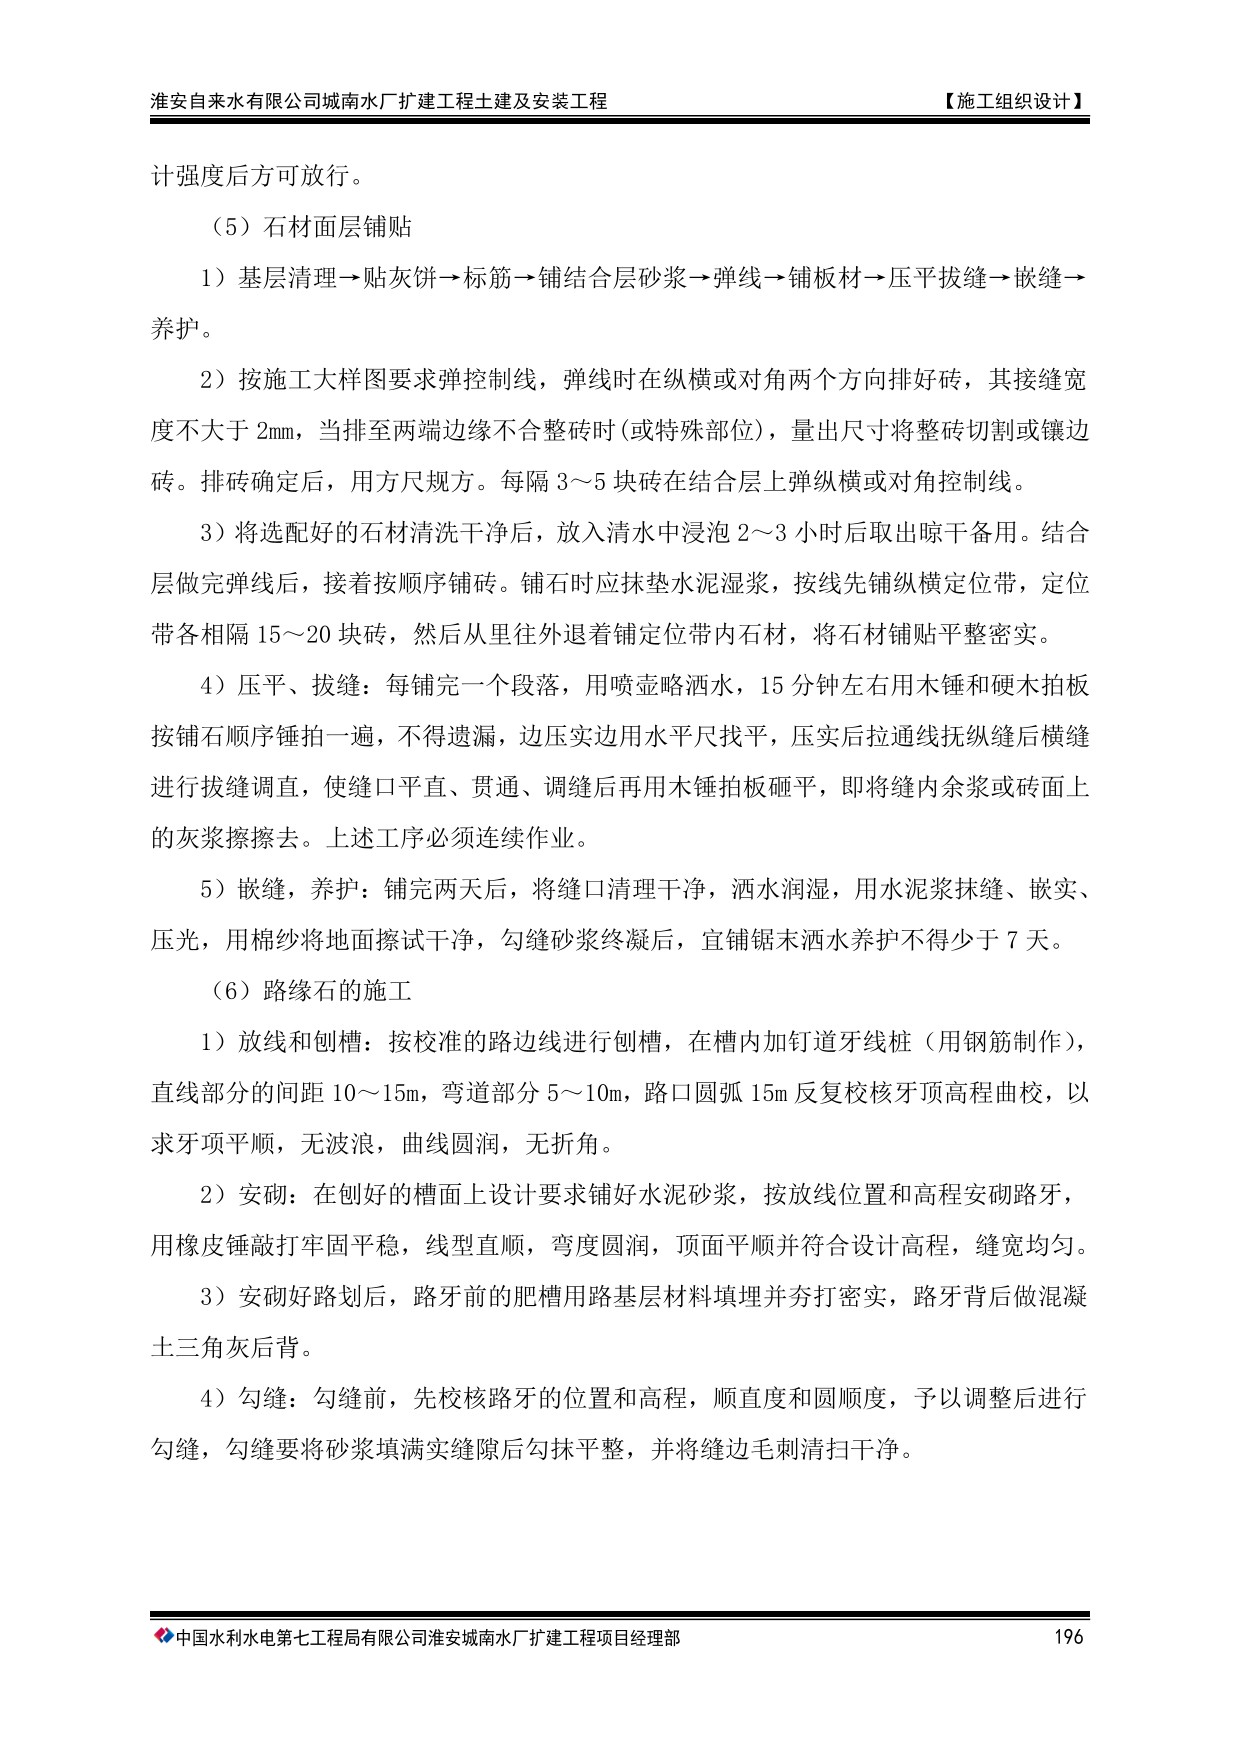 淮安自来水有限公司城南水厂扩建工程土建及安装工程 【施工组织设计】
计强度后方可放行。
（5）石材面层铺贴
1）基层清理→贴灰饼→标筋→铺结合层砂浆→弹线→铺板材→压平拔缝→嵌缝→
养护。
2）按施工大样图要求弹控制线，弹线时在纵横或对角两个方向排好砖，其接缝宽
度不大于 2mm，当排至两端边缘不合整砖时(或特殊部位)，量出尺寸将整砖切割或镶边
砖。排砖确定后，用方尺规方。每隔 3～5 块砖在结合层上弹纵横或对角控制线。
3）将选配好的石材清洗干净后，放入清水中浸泡 2～3 小时后取出晾干备用。结合
层做完弹线后，接着按顺序铺砖。铺石时应抹垫水泥湿浆，按线先铺纵横定位带，定位
带各相隔 15～20 块砖，然后从里往外退着铺定位带内石材，将石材铺贴平整密实。
4）压平、拔缝：每铺完一个段落，用喷壶略洒水，15 分钟左右用木锤和硬木拍板
按铺石顺序锤拍一遍，不得遗漏，边压实边用水平尺找平，压实后拉通线抚纵缝后横缝
进行拔缝调直，使缝口平直、贯通、调缝后再用木锤拍板砸平，即将缝内余浆或砖面上
的灰浆擦擦去。上述工序必须连续作业。
5）嵌缝，养护：铺完两天后，将缝口清理干净，洒水润湿，用水泥浆抹缝、嵌实、
压光，用棉纱将地面擦试干净，勾缝砂浆终凝后，宜铺锯末洒水养护不得少于 7 天。
（6）路缘石的施工
1）放线和刨槽：按校准的路边线进行刨槽，在槽内加钉道牙线桩（用钢筋制作），
直线部分的间距 10～15m，弯道部分 5～10m，路口圆弧 15m 反复校核牙顶高程曲校，以
求牙项平顺，无波浪，曲线圆润，无折角。
2）安砌：在刨好的槽面上设计要求铺好水泥砂浆，按放线位置和高程安砌路牙，
用橡皮锤敲打牢固平稳，线型直顺，弯度圆润，顶面平顺并符合设计高程，缝宽均匀。
3）安砌好路划后，路牙前的肥槽用路基层材料填埋并夯打密实，路牙背后做混凝
土三角灰后背。
4）勾缝：勾缝前，先校核路牙的位置和高程，顺直度和圆顺度，予以调整后进行
勾缝，勾缝要将砂浆填满实缝隙后勾抹平整，并将缝边毛刺清扫干净。
中国水利水电第七工程局有限公司淮安城南水厂扩建工程项目经理部 196